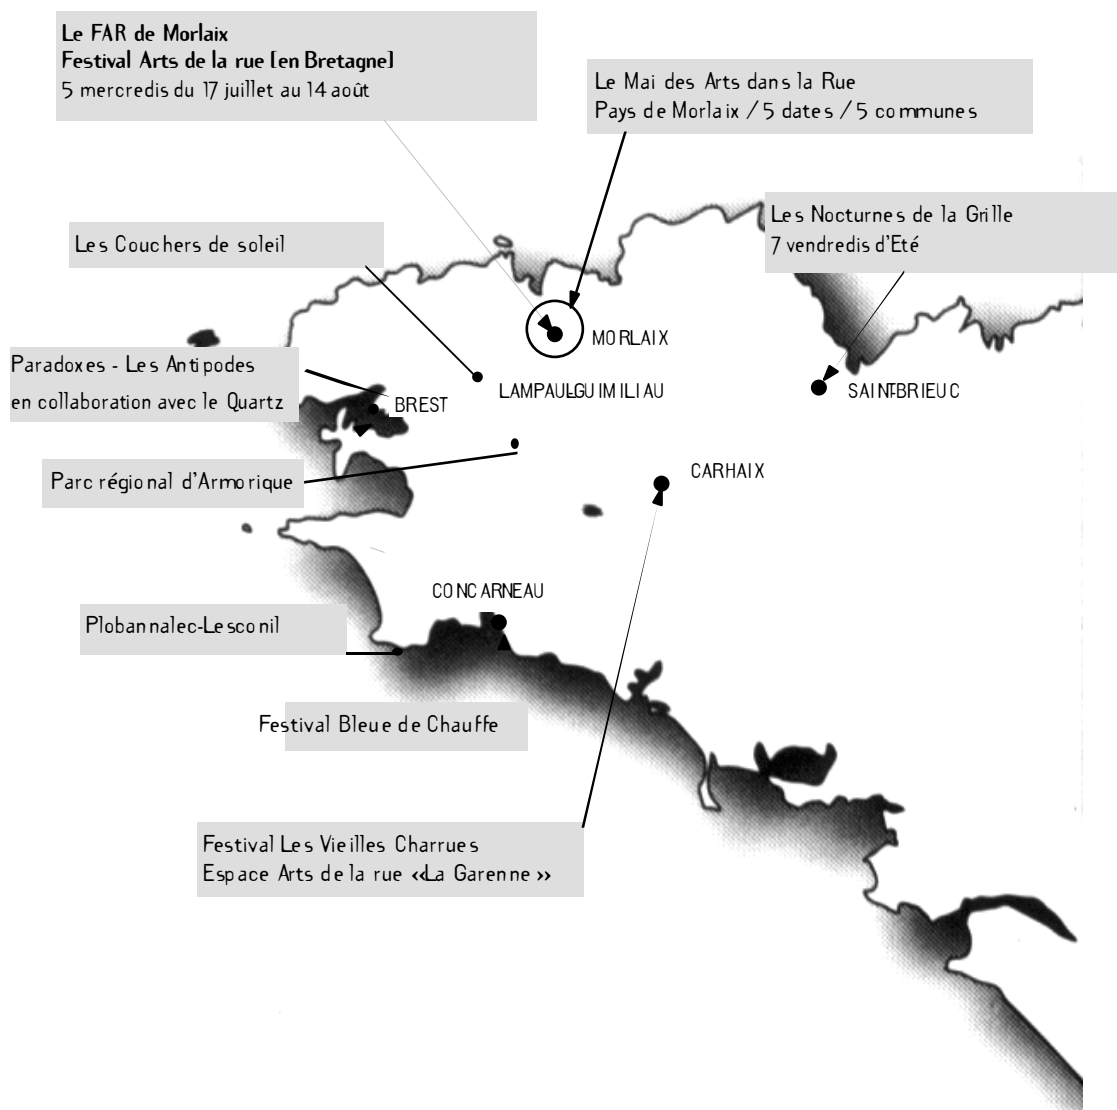 Le FAR de Morlaix
Festival Arts de la rue [en Bretagne]
5 mercredis du 17 juillet au 14 août
Le Mai des Arts dans la Rue
Pays de Morlaix / 5 dates / 5 communes
Les Nocturnes de la Grille
7 vendredis d'Eté
Les Couchers de soleil
MORLAIX
Paradoxes - Les Antipodes
en collaboration avec le Quartz
LAMPAUL-GUIMILIAU
SAINT-BRIEUC
BREST
CARHAIX
Parc régional d'Armorique
CONCARNEAU
Plobannalec-Lesconil
Festival Bleue de Chauffe
Festival Les Vieilles Charrues
Espace Arts de la rue «La Garenne »